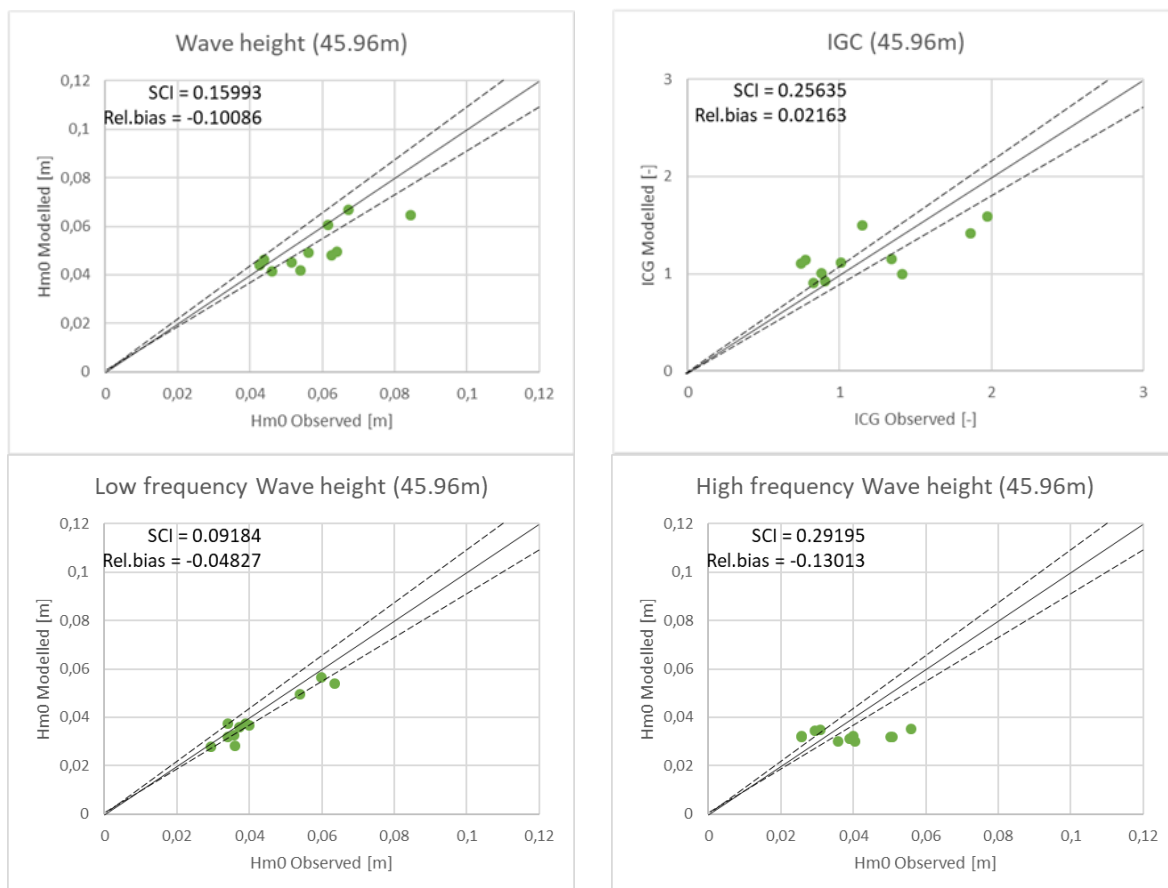 Wave height (45.96m)
SCI = 0.15993
Rel.bias = -0.10086
0,12
0,1
0,08
0,06
0,04
0,02
0
Hm0 Modelled [m]
0 0,02 0,04 0,06 0,08 0,1 0,12
Hm0 Observed [m]
IGC (45.96m)
SCI = 0.25635
Rel.bias = 0.02163
3
2
1
0
ICG Modelled [-]
0 1 2 3
ICG Observed [-]
Low frequency Wave height (45.96m)
SCI = 0.09184
Rel.bias = -0.04827
0,12
0,1
0,08
0,06
0,04
0,02
0
Hm0 Modelled [m]
0 0,02 0,04 0,06 0,08 0,1 0,12
Hm0 Observed [m]
High frequency Wave height (45.96m)
SCI = 0.29195
Rel.bias = -0.13013
0,12
0,1
0,08
0,06
0,04
0,02
0
Hm0 Modelled [m]
0 0,02 0,04 0,06 0,08 0,1 0,12
Hm0 Observed [m]